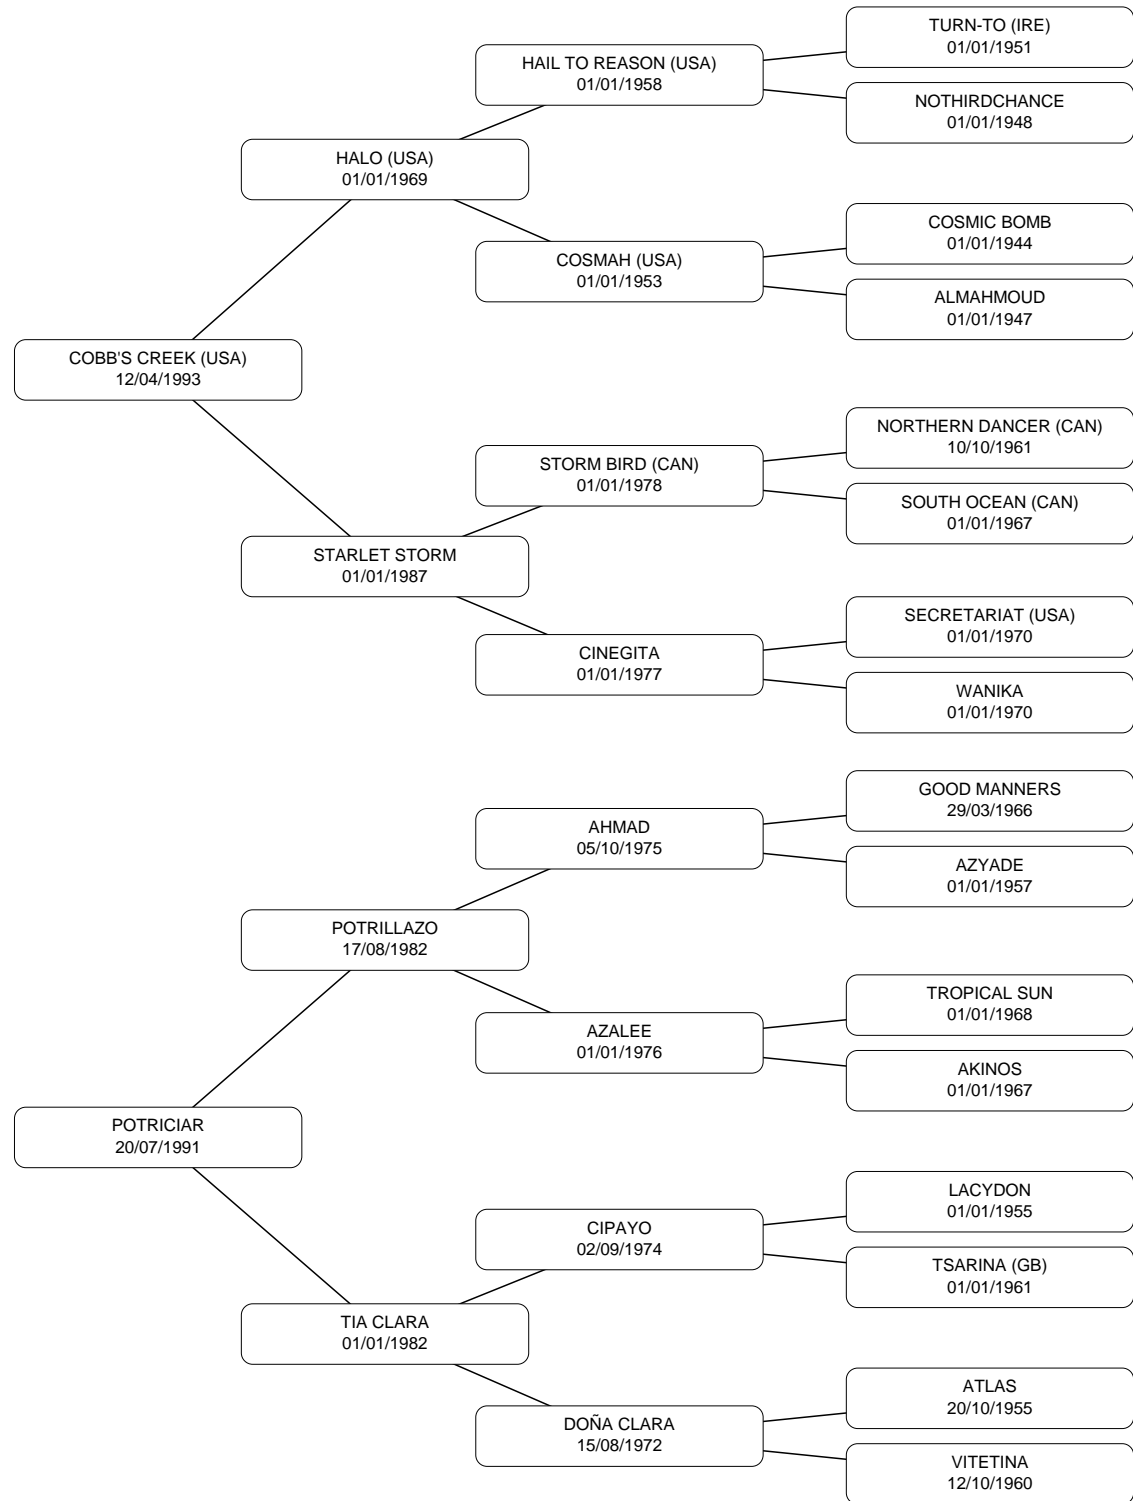 TURN-TO (IRE)
01/01/1951
HAIL TO REASON (USA)
01/01/1958
NOTHIRDCHANCE
01/01/1948
HALO (USA)
01/01/1969
COSMIC BOMB
01/01/1944
COSMAH (USA)
01/01/1953
ALMAHMOUD
01/01/1947
COBB'S CREEK (USA)
12/04/1993
NORTHERN DANCER (CAN)
10/10/1961
STORM BIRD (CAN)
01/01/1978
SOUTH OCEAN (CAN)
01/01/1967
STARLET STORM
01/01/1987
SECRETARIAT (USA)
01/01/1970
CINEGITA
01/01/1977
WANIKA
01/01/1970
GOOD MANNERS
29/03/1966
AHMAD
05/10/1975
AZYADE
01/01/1957
POTRILLAZO
17/08/1982
TROPICAL SUN
01/01/1968
AZALEE
01/01/1976
AKINOS
01/01/1967
POTRICIAR
20/07/1991
LACYDON
01/01/1955
CIPAYO
02/09/1974
TSARINA (GB)
01/01/1961
TIA CLARA
01/01/1982
ATLAS
20/10/1955
DOÑA CLARA
15/08/1972
VITETINA
12/10/1960